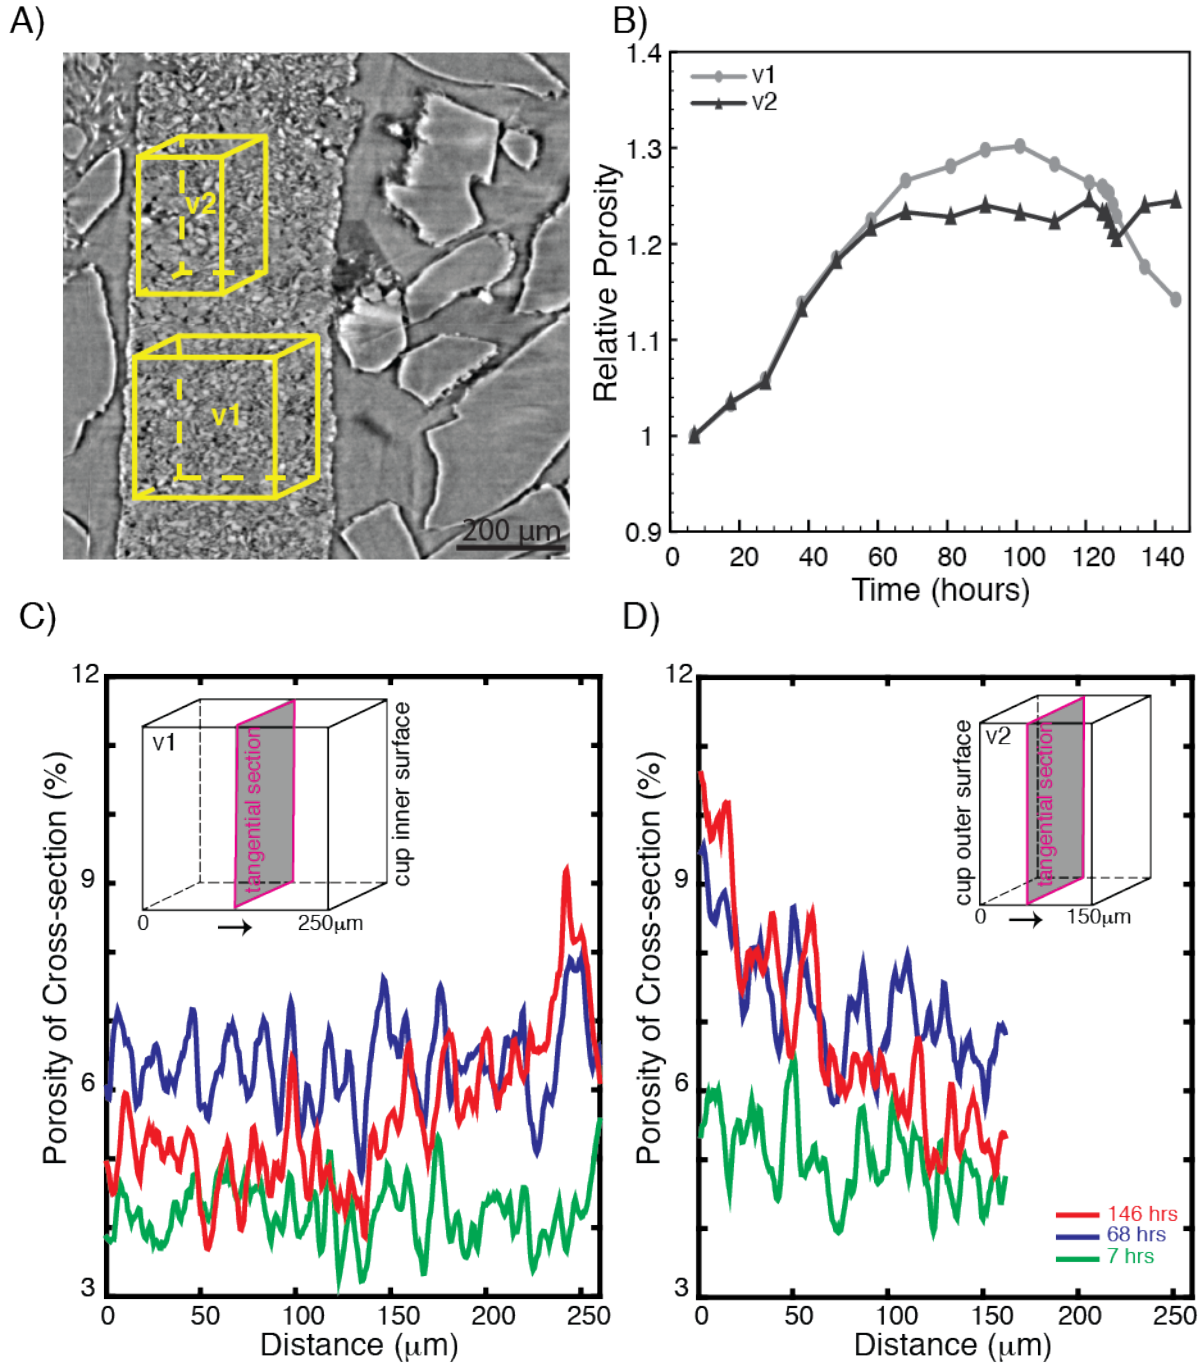 A)
v2
v1
200 μm
B)
1.4
1.3
1.2
1.1
1
0.9
Relative Porosity
v1
v2
0 20 40 60 80 100 120 140
Time (hours)
C)
12
9
6
3
Porosity of Cross-section (%)
v1
tangential section
cup inner surface
0 250μm
0 50 100 150 200 250
Distance (μm)
D)
12
9
6
3
Porosity of Cross-section (%)
cup outer surface
v2
tangential section
0 150μm
146 hrs
68 hrs
7 hrs
0 50 100 150 200 250
Distance (μm)